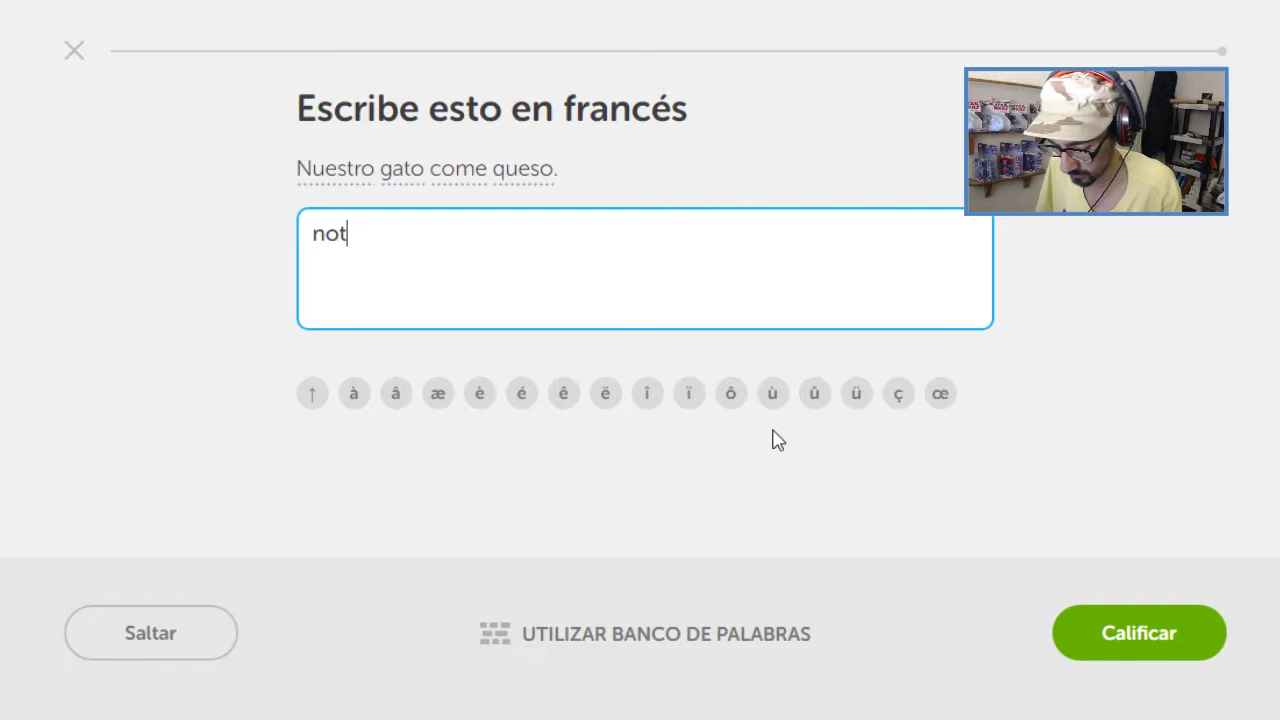 Escribe esto en francés
Nuestro gato come queso.
not
↑ à â æ è é ê ë î ï ô ù û ü ç œ
Saltar
UTILIZAR BANCO DE PALABRAS
Calificar